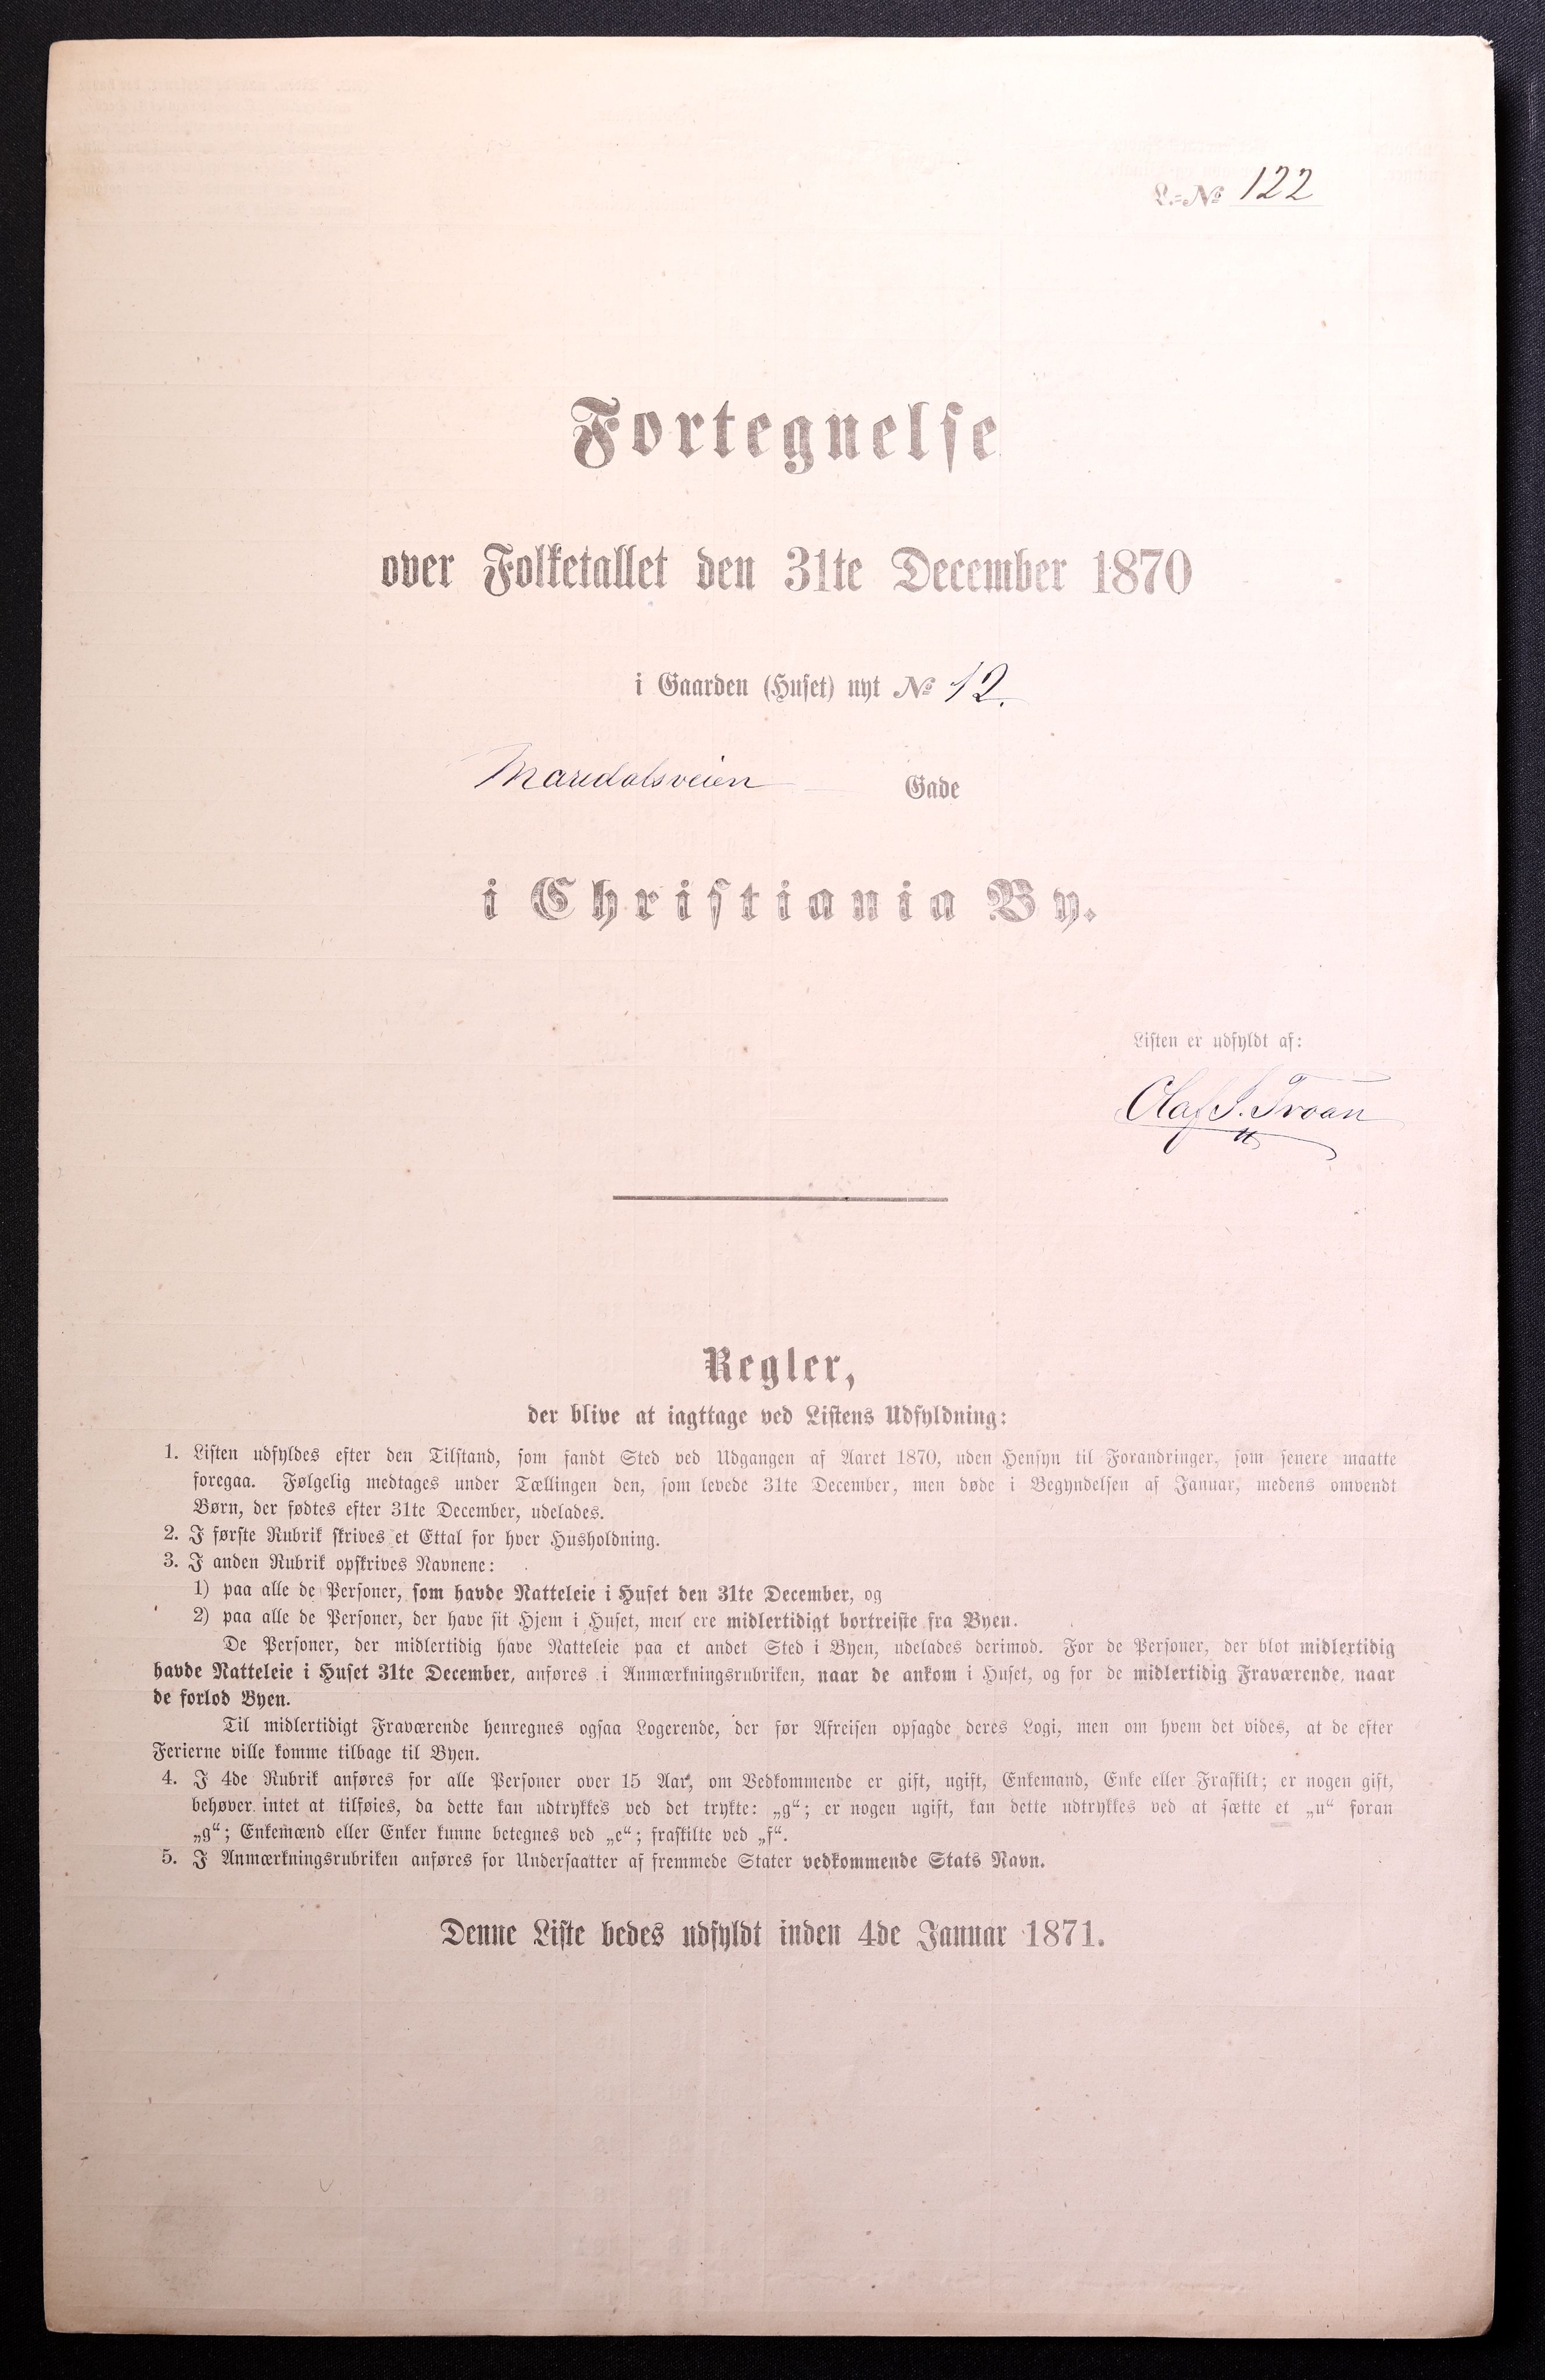 L.=№ 122
Fortegnelse
over Folketallet den 31te December 1870
i Gaarden (Huset) nyt № 12.
Maridalsveien Gade
i Christiania By.
Listen er udfyldt af:
Olaf S. Troan
Regler,
der blive at iagttage ved Listens Udfyldning:
1. Listen udfyldes efter den Tilstand, som fandt Sted ved Udgangen af Aaret 1870, uden Hensyn til Forandringer, som senere maatte
foregaa. Følgelig medtages under Tællingen den, som levede 31te December, men døde i Begyndelsen af Januar, medens omvendt
Børn, der fødtes efter 31te December, udelades.
2. I første Rubrik skrives et Ettal for hver Husholdning.
3. I anden Rubrik opskrives Navnene:
1) paa alle de Personer, som havde Natteleie i Huset den 31te December, og
2) paa alle de Personer, der have sit Hjem i Huset, men ere midlertidigt bortreiste fra Byen.
De Personer, der midlertidig have Natteleie paa et andet Sted i Byen, udelades derimod. For de Personer, der blot midlertidig
havde Natteleie i Huset 31te December, anføres i Anmærkningsrubriken, naar de ankom i Huset, og for de midlertidig Fraværende, naar
de forlod Byen.
Til midlertidigt Fraværende henregnes ogsaa Logerende, der før Afreisen opsagde deres Logi, men om hvem det vides, at de efter
Ferierne ville komme tilbage til Byen.
4. I 4de Rubrik anføres for alle Personer over 15 Aar, om Vedkommende er gift, ugift, Enkemand, Enke eller Fraskilt; er nogen gift,
behøver intet at tilføies, da dette kan udtrykkes ved det trykte: „g“; er nogen ugift, kan dette udtrykkes ved at sætte et „u“ foran
„g“; Enkemænd eller Enker kunne betegnes ved „e“; fraskilte ved „f“.
5. I Anmærkningsrubriken anføres for Undersaatter af fremmede Stater vedkommende Stats Navn.
Denne Liste bedes udfyldt inden 4de Januar 1871.